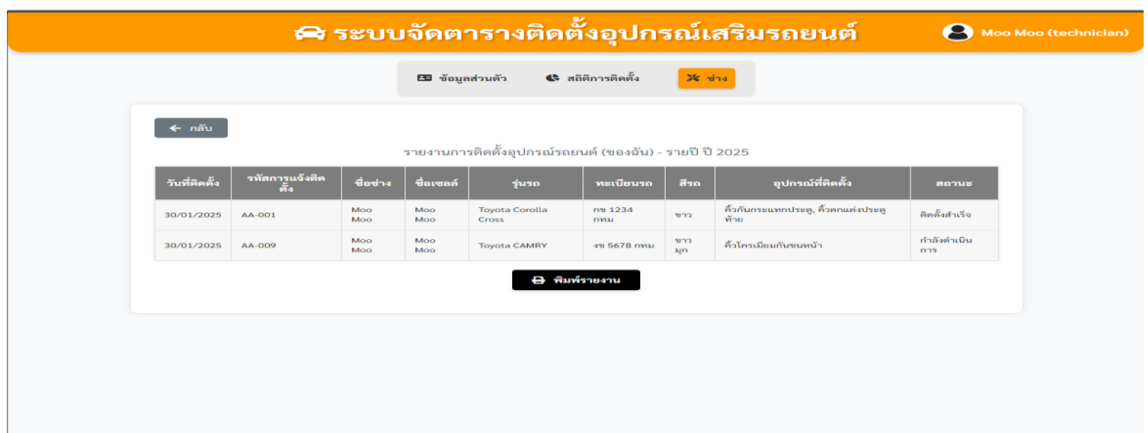 ระบบจัดตารางติดตั้งอุปกรณ์เสริมรถยนต์
Moo Moo (technician)
ข้อมูลส่วนตัว
สถิติการติดตั้ง
ช่าง
กลับ
รายงานการติดตั้งอุปกรณ์รถยนต์ (ของฉัน) - รายปี ปี 2025
วันที่ติดตั้ง รหัสการแจ้งติดตั้ง ชื่อช่าง ชื่อเซลล์ รุ่นรถ ทะเบียนรถ สีรถ อุปกรณ์ที่ติดตั้ง สถานะ
30/01/2025 AA-001 Moo Moo Moo Moo Toyota Corolla Cross กข 1234 กทม ขาว คิ้วกันกระแทกประตู, คิ้วตกแต่งประตูท้าย ติดตั้งสำเร็จ
30/01/2025 AA-009 Moo Moo Moo Moo Toyota CAMRY งข 5678 กทม ขาวมุก คิ้วโครเมียมกันชนหน้า กำลังดำเนินการ
พิมพ์รายงาน